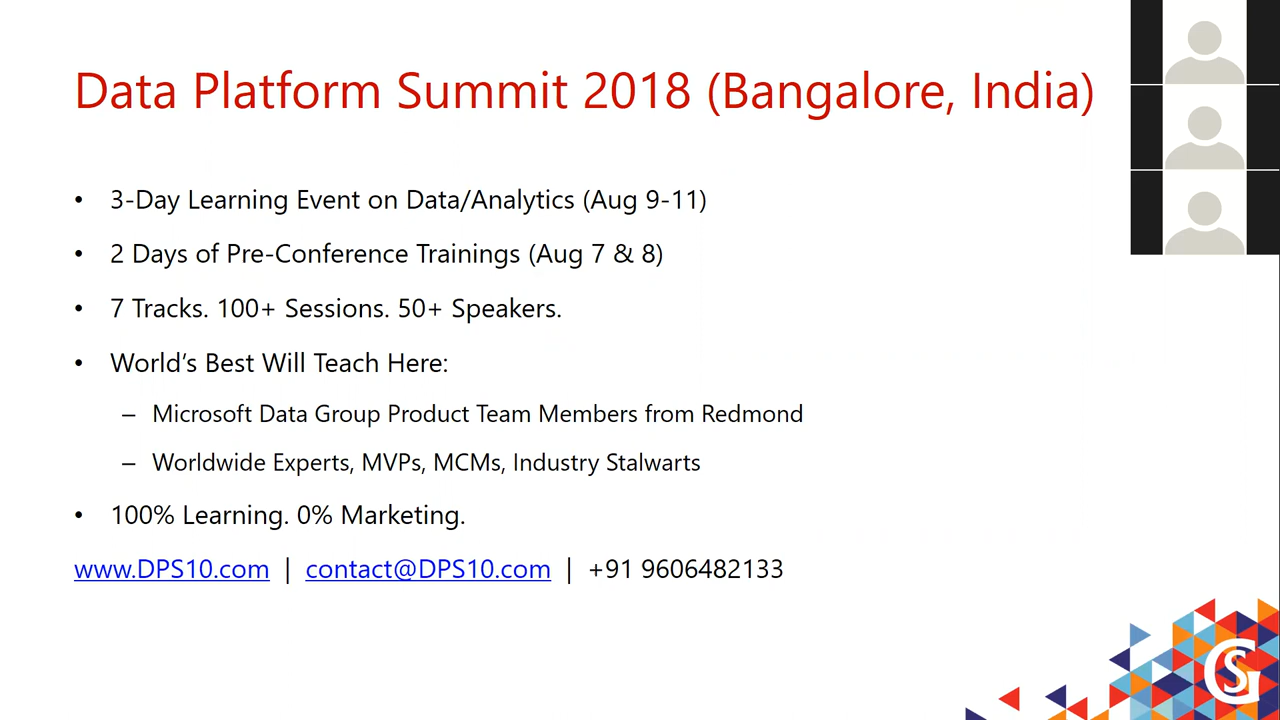 Data Platform Summit 2018 (Bangalore, India)
• 3-Day Learning Event on Data/Analytics (Aug 9-11)
• 2 Days of Pre-Conference Trainings (Aug 7 & 8)
• 7 Tracks. 100+ Sessions. 50+ Speakers.
• World’s Best Will Teach Here:
– Microsoft Data Group Product Team Members from Redmond
– Worldwide Experts, MVPs, MCMs, Industry Stalwarts
• 100% Learning. 0% Marketing.
www.DPS10.com | contact@DPS10.com | +91 9606482133
GS